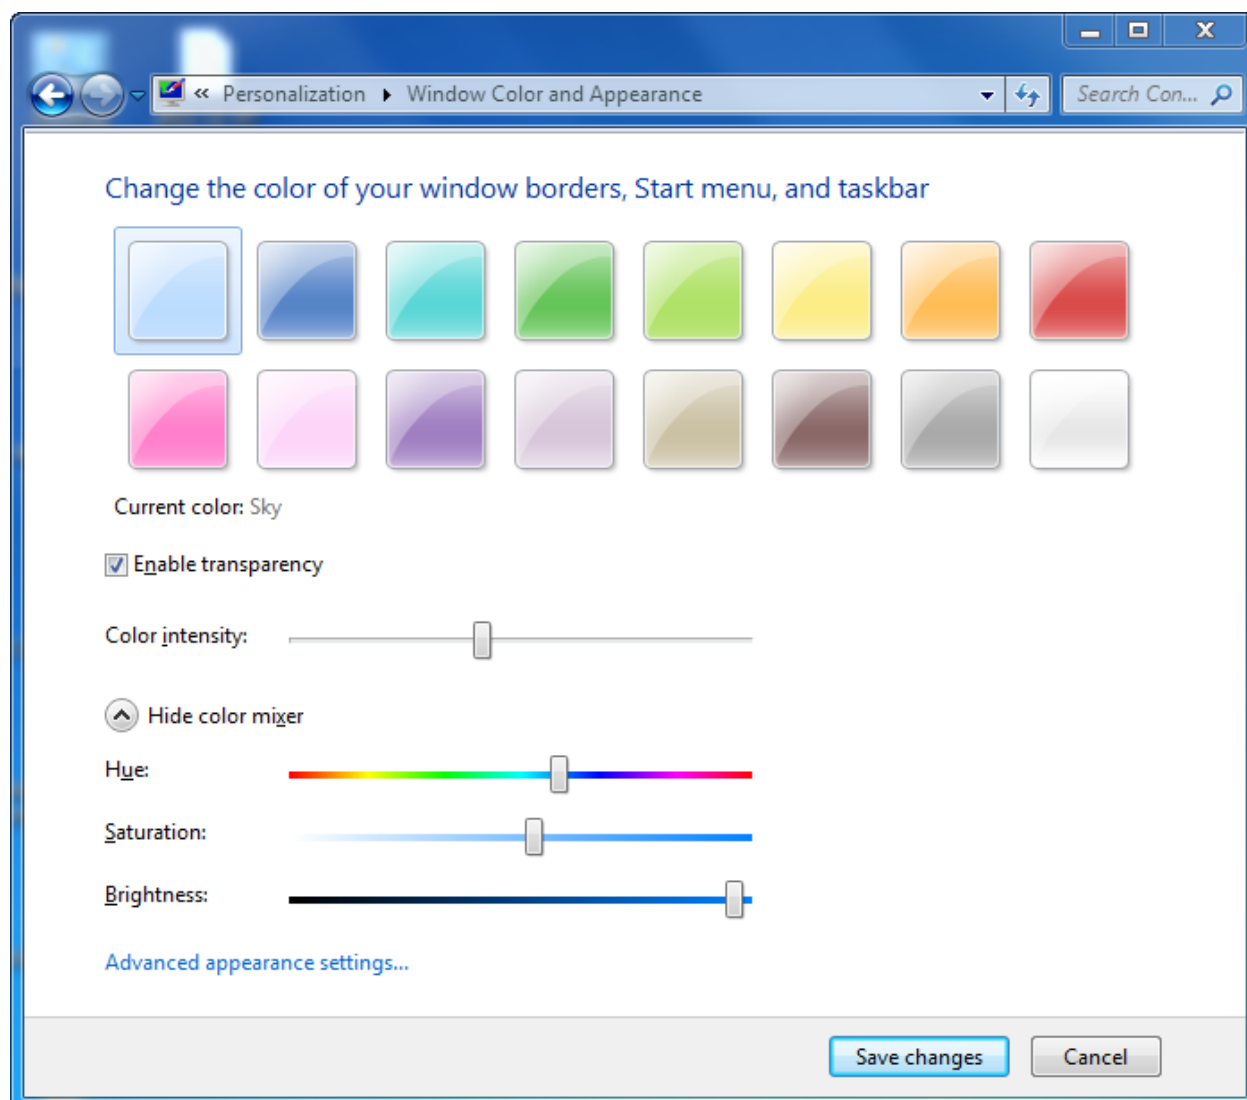 « Personalization ▸ Window Color and Appearance
Search Con...
Change the color of your window borders, Start menu, and taskbar
Current color: Sky
Enable transparency
Color intensity:
Hide color mixer
Hue:
Saturation:
Brightness:
Advanced appearance settings...
Save changes
Cancel